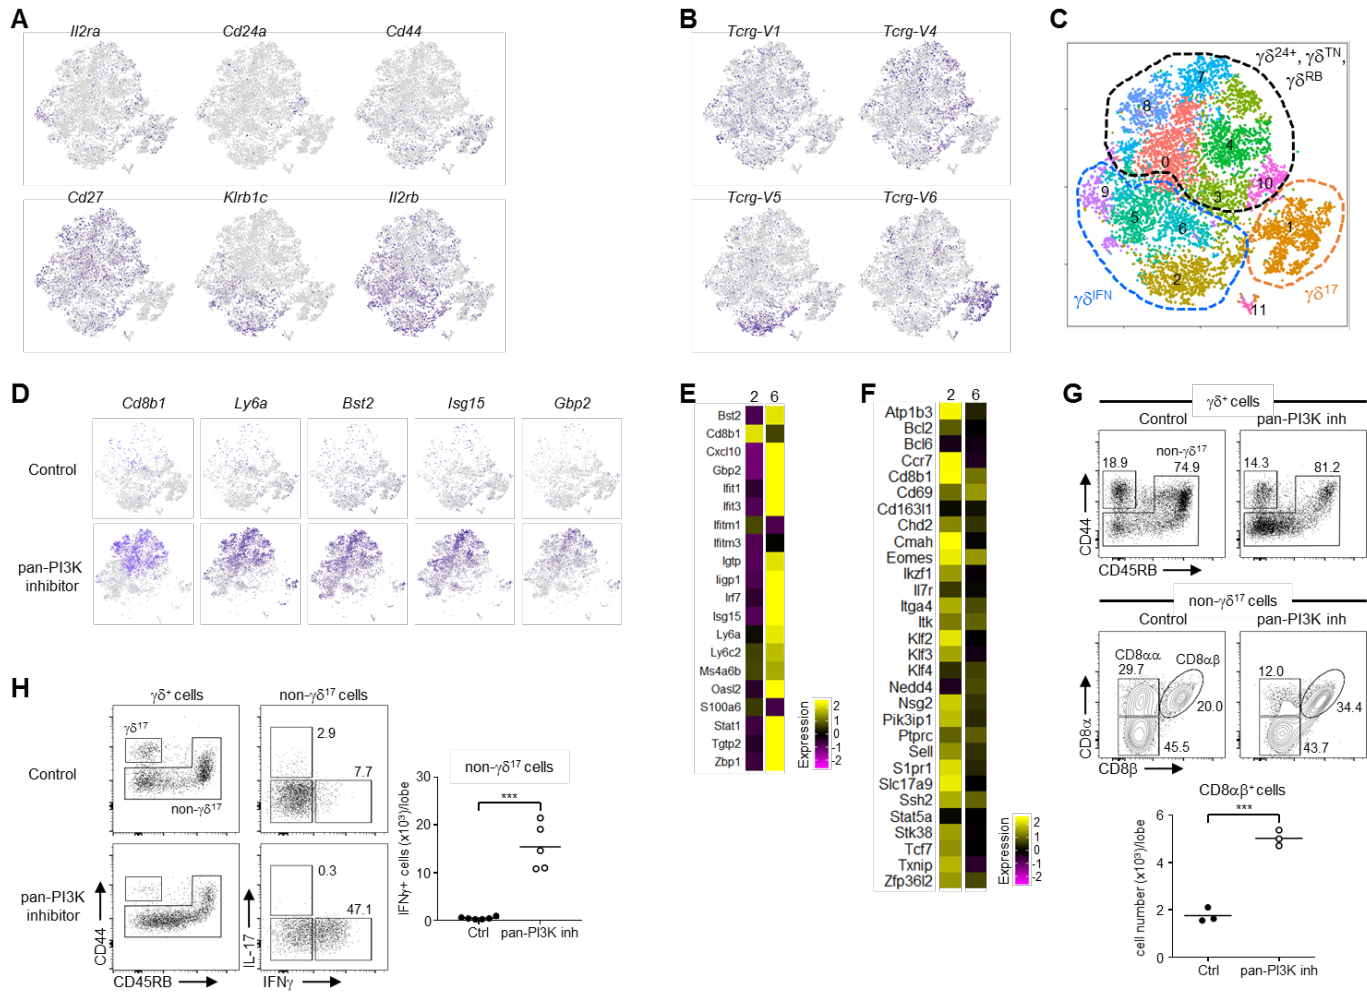 A
Il2ra Cd24a Cd44
Cd27 Klrb1c Il2rb
B
Tcrg-V1 Tcrg-V4
Tcrg-V5 Tcrg-V6
C
γδ24+, γδTN,
γδRB
7
8
4
0
10
3
9
5
6
1
2
11
γδIFN
γδ17
D
Cd8b1 Ly6a Bst2 Isg15 Gbp2
Control
pan-PI3K
inhibitor
E
2 6
Bst2
Cd8b1
Cxcl10
Gbp2
Ifit1
Ifit3
Ifitm1
Ifitm3
Igtp
Iigp1
Irf7
Isg15
Ly6a
Ly6c2
Ms4a6b
Oasl2
S100a6
Stat1
Tgtp2
Zbp1
Expression
2
1
0
-1
-2
F
2 6
Atp1b3
Bcl2
Bcl6
Ccr7
Cd8b1
Cd69
Cd163l1
Chd2
Cmah
Eomes
Ikzf1
Il7r
Itga4
Itk
Klf2
Klf3
Klf4
Nedd4
Nsg2
Pik3ip1
Ptprc
Sell
S1pr1
Slc17a9
Ssh2
Stat5a
Stk38
Tcf7
Txnip
Zfp36l2
Expression
2
1
0
-1
-2
G
γδ+ cells
Control pan-PI3K inh
non-γδ17
18.9 74.9
14.3 81.2
CD44
CD45RB
non-γδ17 cells
Control pan-PI3K inh
CD8αα CD8αβ
29.7
20.0
45.5
12.0
34.4
43.7
CD8α
CD8β
CD8αβ+cells
***
cell number (x10³)/lobe
6
4
2
0
Ctrl pan-PI3K inh
H
γδ+ cells non-γδ17 cells
Control
γδ17
non-γδ17
2.9
7.7
pan-PI3K
inhibitor
0.3
47.1
CD44
CD45RB
IL-17
IFNγ
non-γδ17 cells
***
IFNγ+ cells (x10³)/lobe
30
20
10
0
Ctrl pan-PI3K inh